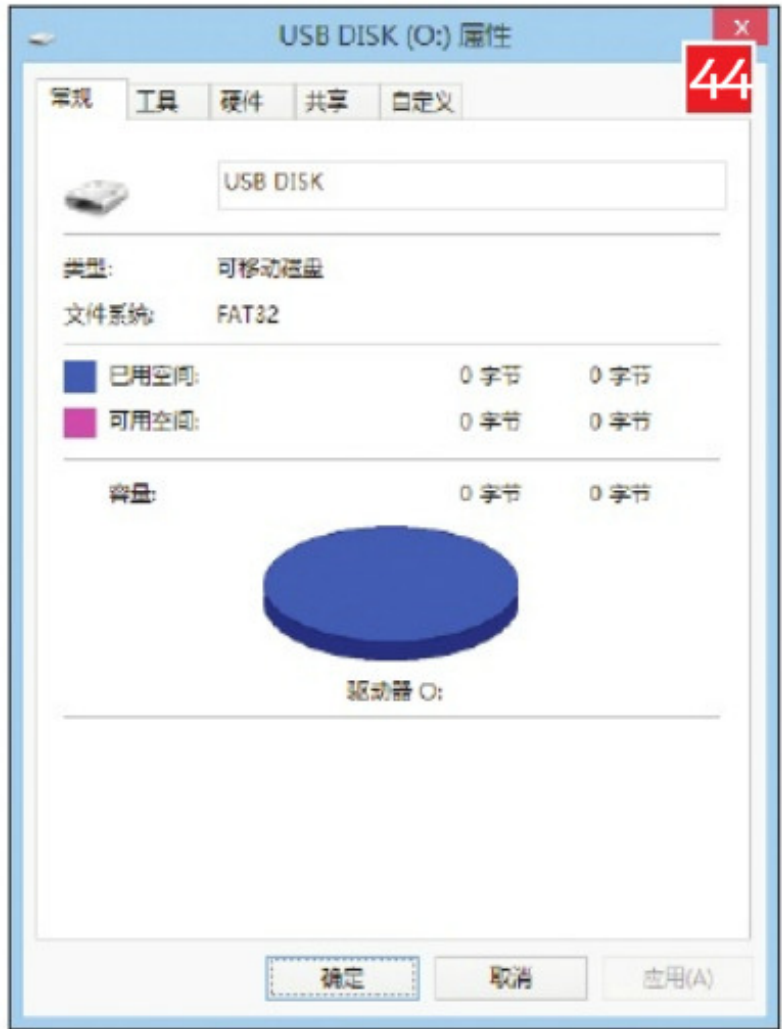 USB DISK (O:) 属性
x
44
常规 工具 硬件 共享 自定义
USB DISK
类型: 可移动磁盘
文件系统: FAT32
已用空间: 0 字节 0 字节
可用空间: 0 字节 0 字节
容量: 0 字节 0 字节
驱动器 O:
确定 取消 应用(A)